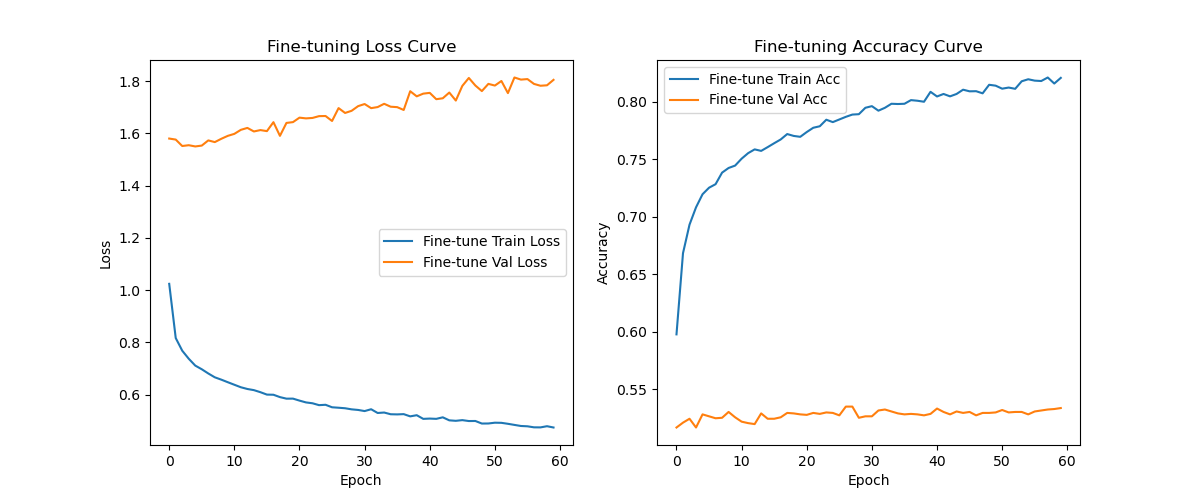 Fine-tuning Loss Curve
1.8
1.6
1.4
1.2
1.0
0.8
0.6
Loss
Fine-tune Train Loss
Fine-tune Val Loss
0 10 20 30 40 50 60
Epoch
Fine-tuning Accuracy Curve
Fine-tune Train Acc
Fine-tune Val Acc
0.80
0.75
0.70
0.65
0.60
0.55
Accuracy
0 10 20 30 40 50 60
Epoch